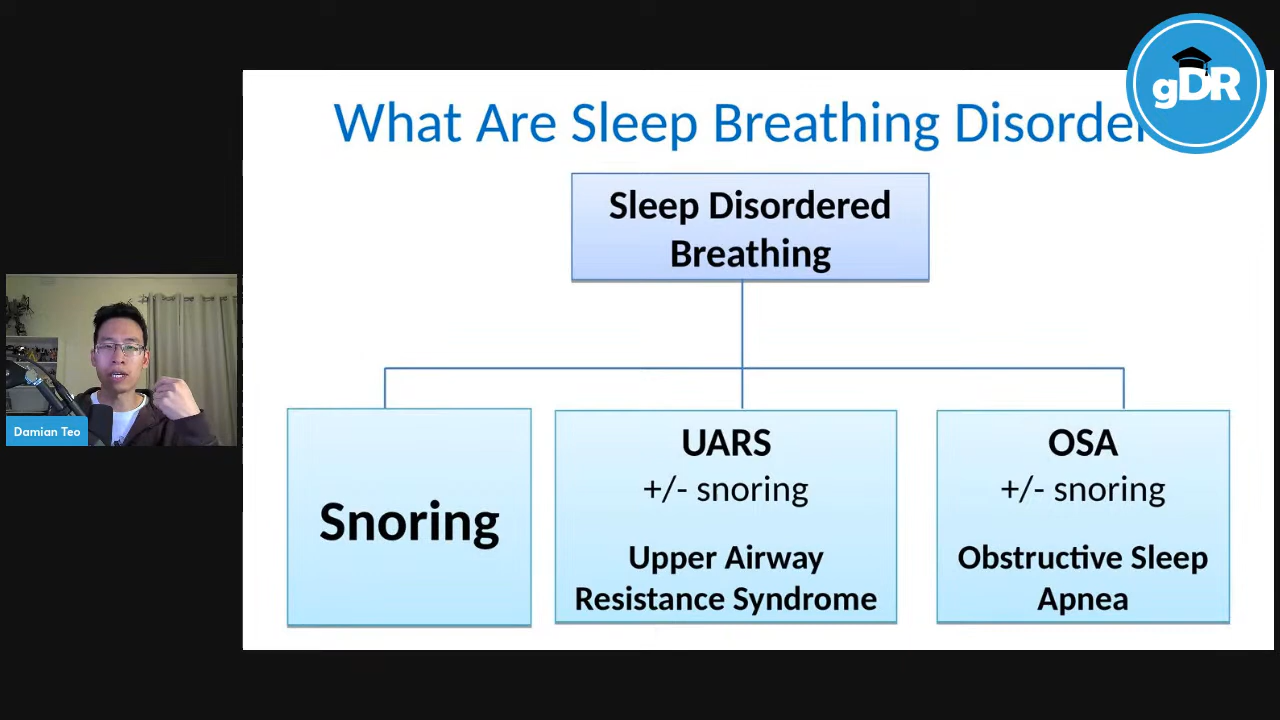 What Are Sleep Breathing Disorder
gDR
Sleep Disordered
Breathing
Snoring
UARS
+/- snoring
Upper Airway
Resistance Syndrome
OSA
+/- snoring
Obstructive Sleep
Apnea
Damian Teo